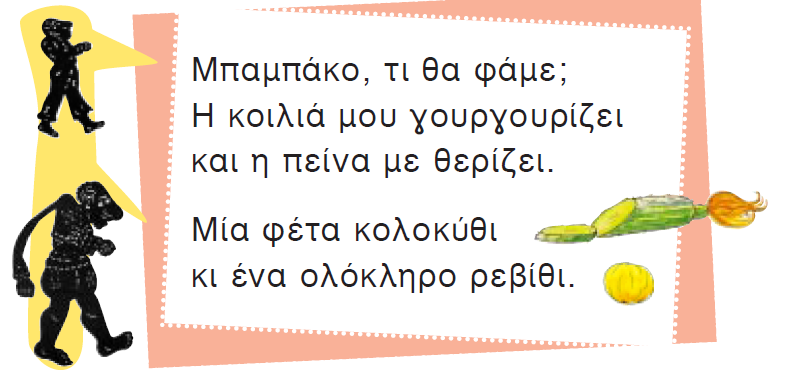 Μπαμπάκο, τι θα φάμε;
Η κοιλιά μου γουργουρίζει
και η πείνα με θερίζει.
Μία φέτα κολοκύθι
κι ένα ολόκληρο ρεβίθι.